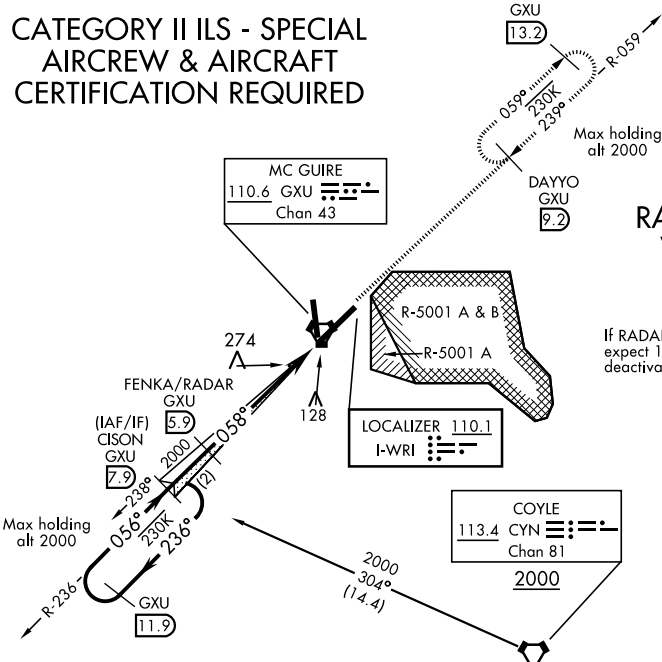 CATEGORY II ILS - SPECIAL
AIRCREW & AIRCRAFT
CERTIFICATION REQUIRED
GXU
13.2
R-059
059°
230K
239°
Max holding
alt 2000
DAYYO
GXU
9.2
MC GUIRE
110.6 GXU
Chan 43
RA
R-5001 A & B
R-5001 A
If RADA
expect 1
deactiva
274
128
FENKA/RADAR
GXU
5.9
(IAF/IF)
CISON
GXU
7.9
058°
2000
(2)
238°
056°
230K
236°
LOCALIZER 110.1
I-WRI
Max holding
alt 2000
R-236
GXU
11.9
COYLE
113.4 CYN
Chan 81
2000
2000
304°
(14.4)